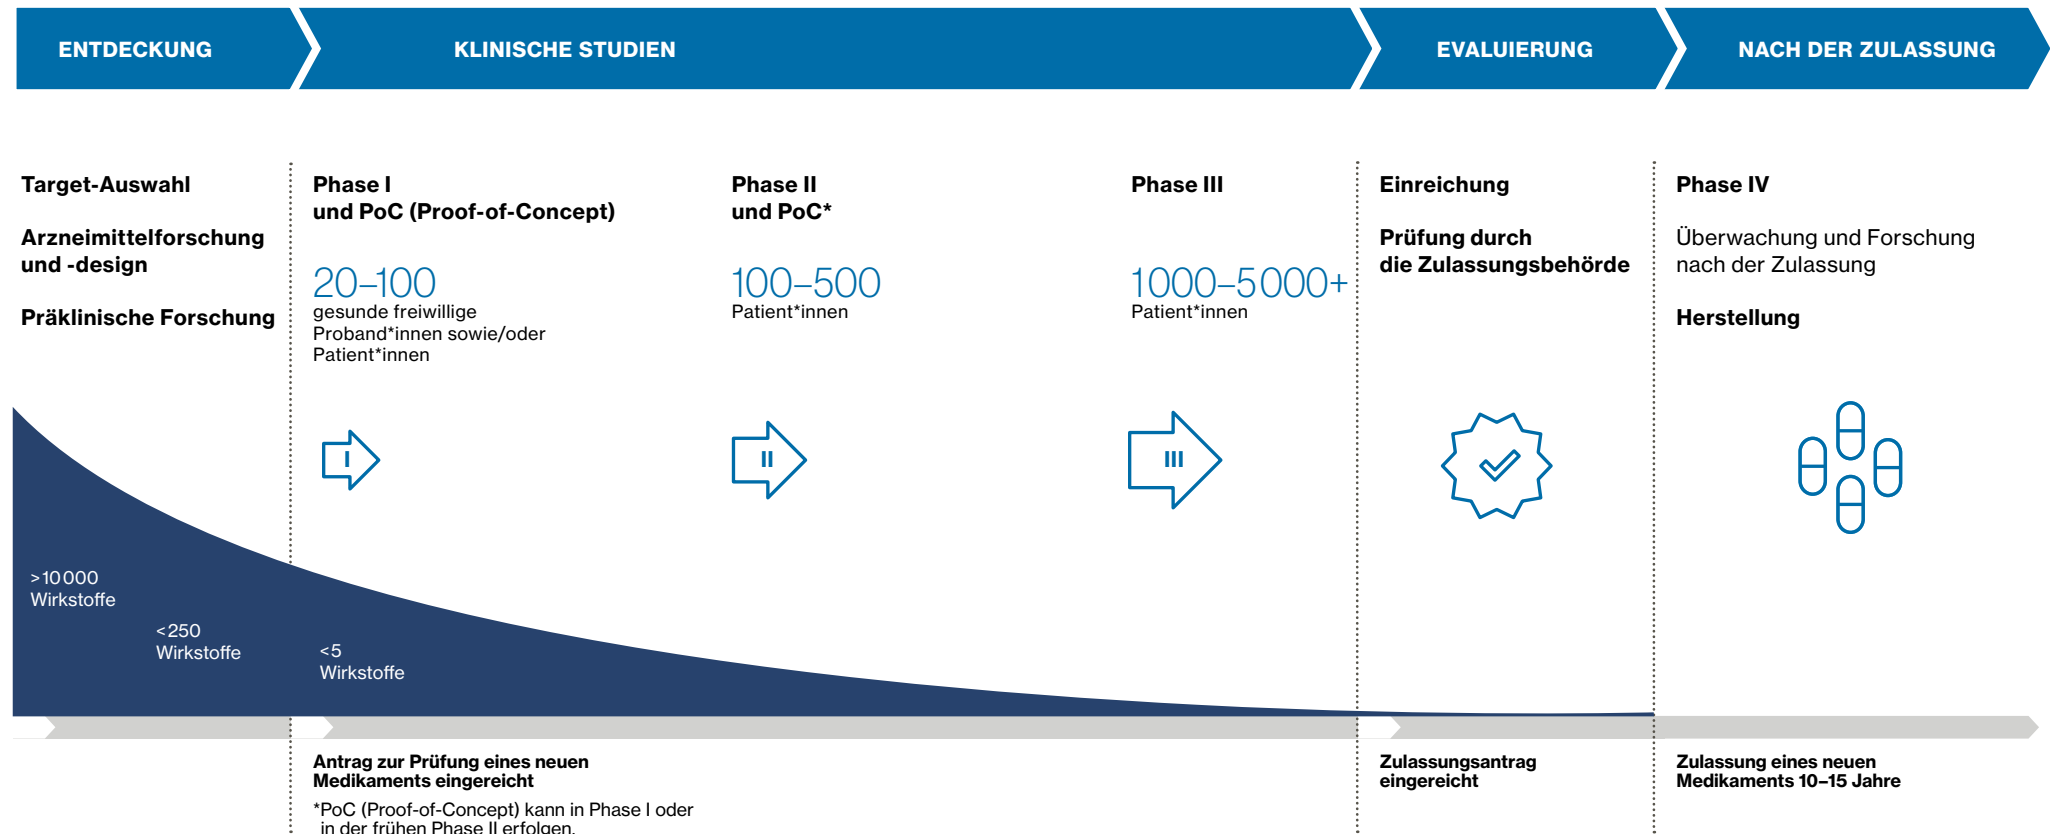 ENTDECKUNG
KLINISCHE STUDIEN
EVALUIERUNG
NACH DER ZULASSUNG
Target-Auswahl
Arzneimittelforschung
und -design
Präklinische Forschung
Phase I
und PoC (Proof-of-Concept)
20–100
gesunde freiwillige
Proband*innen sowie/oder
Patient*innen
Phase II
und PoC*
100–500
Patient*innen
Phase III
1000–5000+
Patient*innen
Einreichung
Prüfung durch
die Zulassungsbehörde
Phase IV
Überwachung und Forschung
nach der Zulassung
Herstellung
I
II
III
>10000
Wirkstoffe
<250
Wirkstoffe
<5
Wirkstoffe
Antrag zur Prüfung eines neuen
Medikaments eingereicht
*PoC (Proof-of-Concept) kann in Phase I oder
in der frühen Phase II erfolgen.
Zulassungsantrag
eingereicht
Zulassung eines neuen
Medikaments 10–15 Jahre